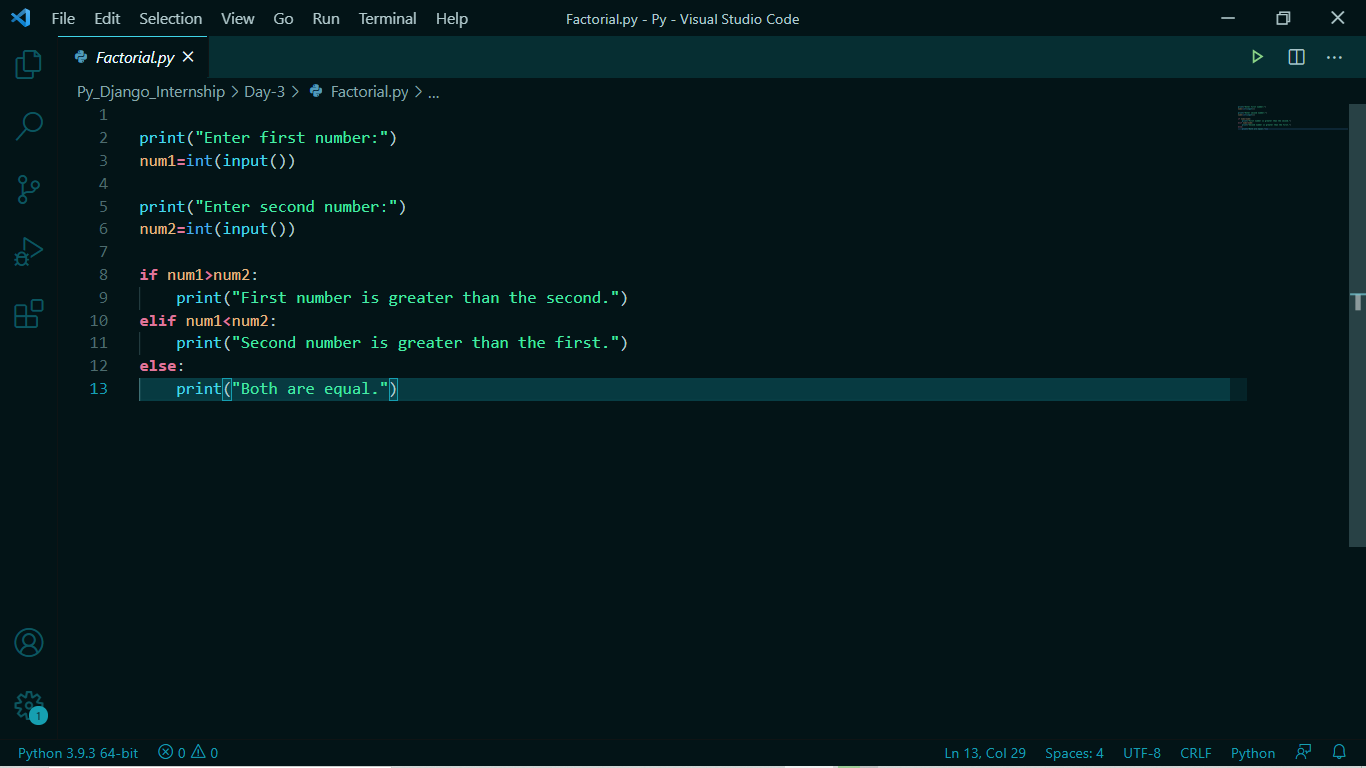 File Edit Selection View Go Run Terminal Help Factorial.py - Py - Visual Studio Code
Factorial.py
Py_Django_Internship > Day-3 > Factorial.py > ...
1
2 print("Enter first number:")
3 num1=int(input())
4
5 print("Enter second number:")
6 num2=int(input())
7
8 if num1>num2:
9     print("First number is greater than the second.")
10 elif num1<num2:
11     print("Second number is greater than the first.")
12 else:
13     print("Both are equal.")
1
Python 3.9.3 64-bit 0 0 Ln 13, Col 29 Spaces: 4 UTF-8 CRLF Python